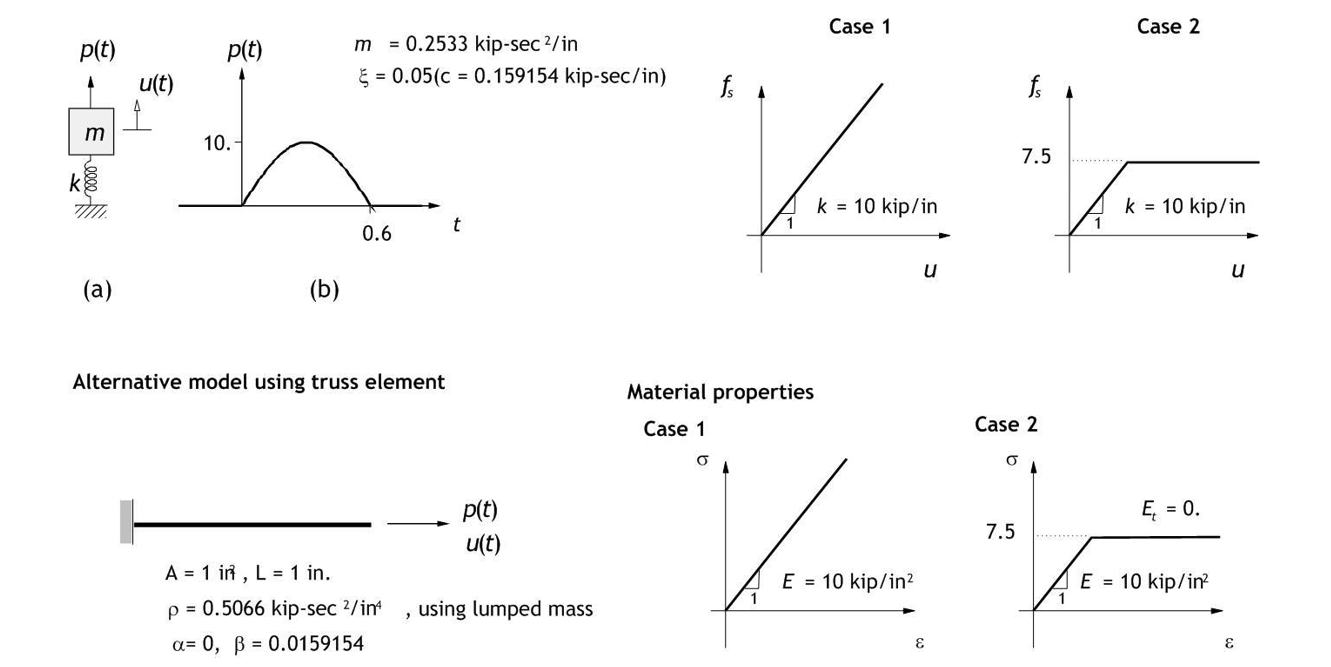 p(t)
u(t)
m
k
(a)
p(t)
10.
0.6
t
(b)
m = 0.2533 kip-sec²/in
ξ = 0.05(c = 0.159154 kip-sec/in)
Case 1
fₛ
k = 10 kip/in
1
u
Case 2
fₛ
7.5
k = 10 kip/in
1
u
Alternative model using truss element
p(t)
u(t)
A = 1 in² , L = 1 in.
ρ = 0.5066 kip-sec ²/in⁴ , using lumped mass
α= 0, β = 0.0159154
Material properties
Case 1
σ
E = 10 kip/in²
1
ε
Case 2
σ
Eₜ = 0.
7.5
E = 10 kip/in²
1
ε